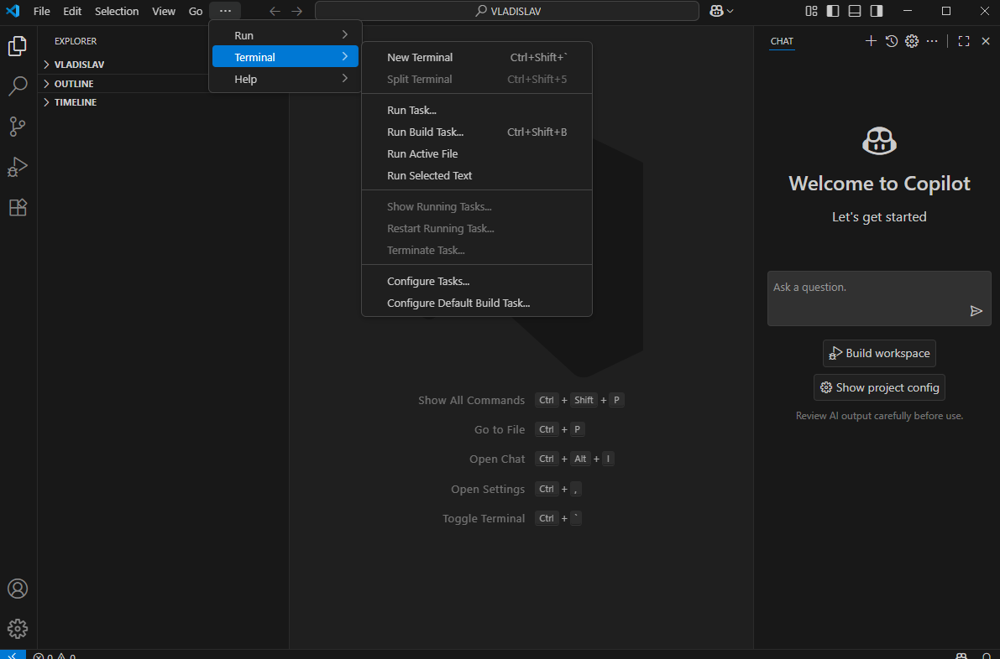 File Edit Selection View Go ··· VLADISLAV
EXPLORER
VLADISLAV
OUTLINE
TIMELINE
Run
Terminal
Help
New Terminal Ctrl+Shift+`
Split Terminal Ctrl+Shift+5
Run Task...
Run Build Task... Ctrl+Shift+B
Run Active File
Run Selected Text
Show Running Tasks...
Restart Running Task...
Terminate Task...
Configure Tasks...
Configure Default Build Task...
Show All Commands Ctrl + Shift + P
Go to File Ctrl + P
Open Chat Ctrl + Alt + I
Open Settings Ctrl + ,
Toggle Terminal Ctrl + `
CHAT
Welcome to Copilot
Let's get started
Ask a question.
Build workspace
Show project config
Review AI output carefully before use.
0 0